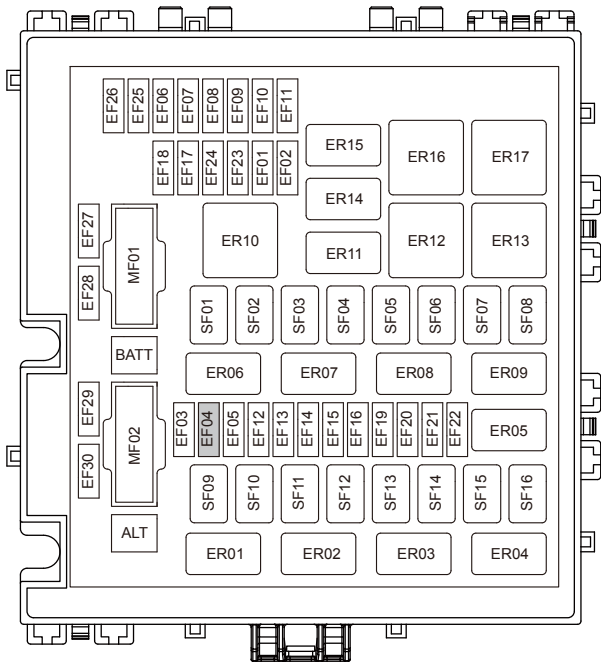 EF26 EF25 EF06 EF07 EF08 EF09 EF10 EF11
EF18 EF17 EF24 EF23 EF01 EF02
ER15
ER16
ER17
ER14
EF27
MF01
ER10
ER11
ER12
ER13
EF28
SF01 SF02 SF03 SF04 SF05 SF06 SF07 SF08
BATT
ER06 ER07 ER08 ER09
EF29
MF02
EF03 EF04 EF05 EF12 EF13 EF14 EF15 EF16 EF19 EF20 EF21 EF22
ER05
EF30
SF09 SF10 SF11 SF12 SF13 SF14 SF15 SF16
ALT
ER01 ER02 ER03 ER04